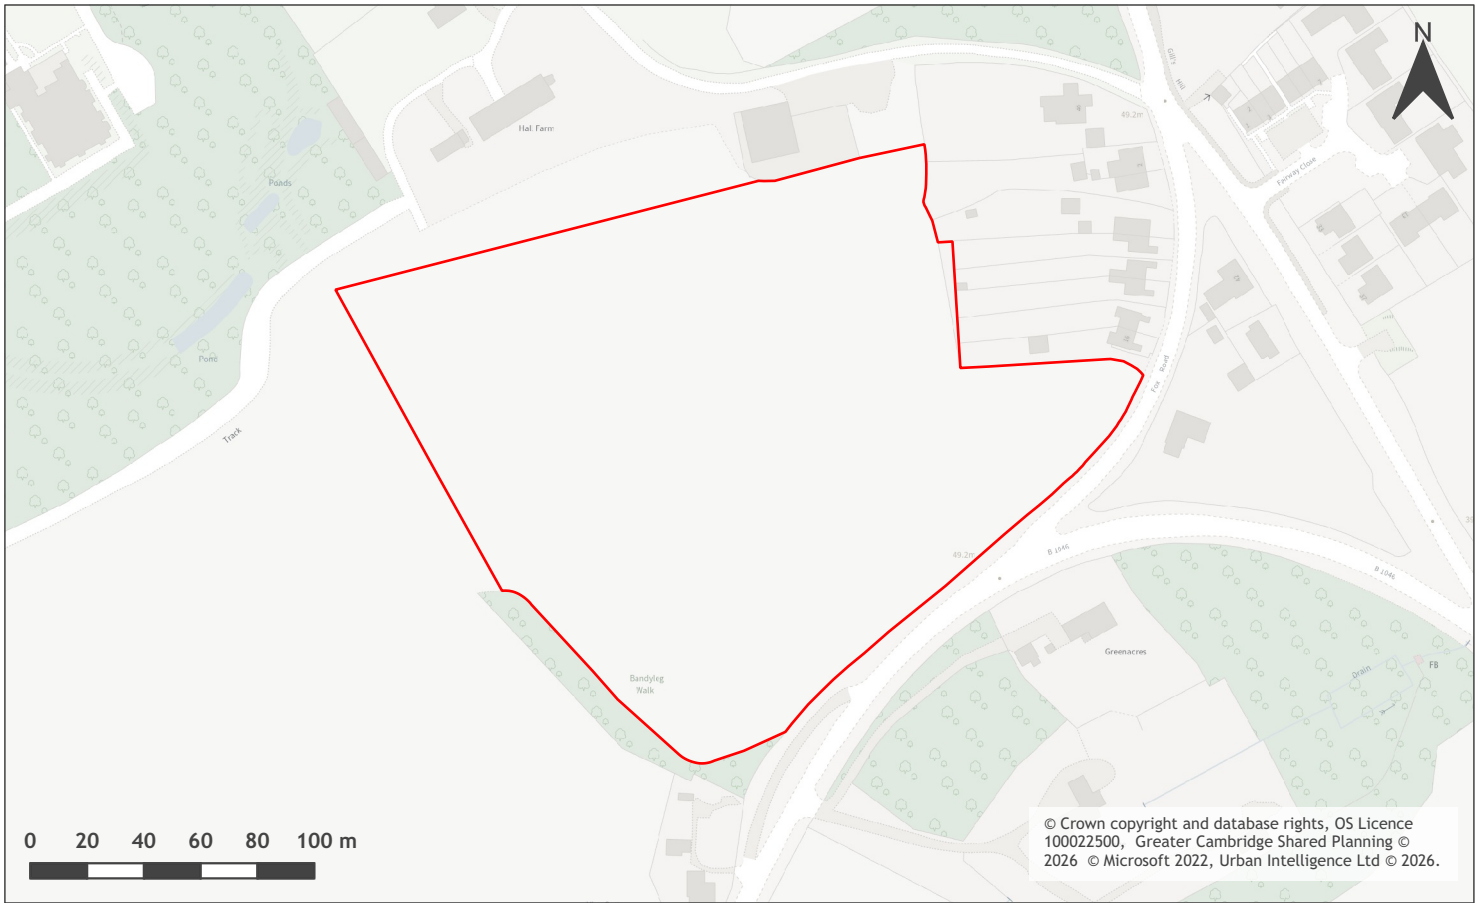 N
Gill's
Hill
49.2m
Hall Farm
Fairway Close
Ponds
Pond
Track
Fox Road
49.2m
B 1046
B 1046
Bandyleg
Walk
Greenacres
Drain
FB
0 20 40 60 80 100 m
© Crown copyright and database rights, OS Licence
100022500, Greater Cambridge Shared Planning ©
2026 © Microsoft 2022, Urban Intelligence Ltd © 2026.